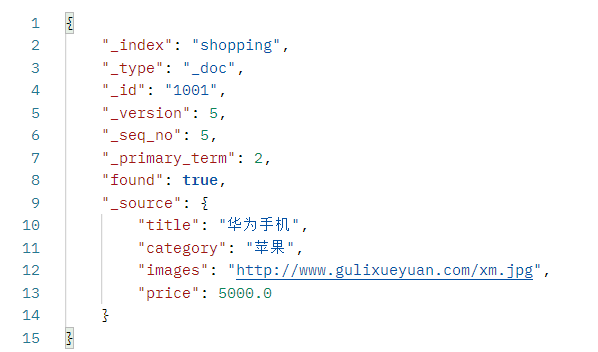 1 {
2 "_index": "shopping",
3 "_type": "_doc",
4 "_id": "1001",
5 "_version": 5,
6 "_seq_no": 5,
7 "_primary_term": 2,
8 "found": true,
9 "_source": {
10 "title": "华为手机",
11 "category": "苹果",
12 "images": "http://www.gulixueyuan.com/xm.jpg",
13 "price": 5000.0
14 }
15 }